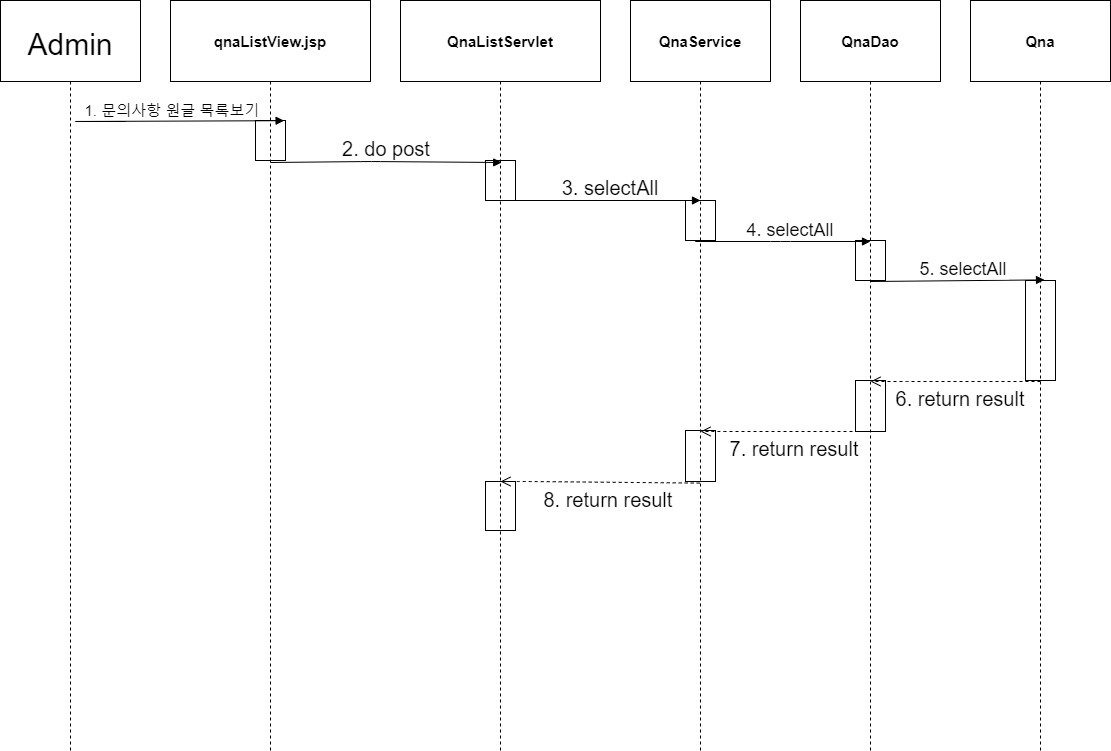 Admin
qnaListView.jsp
QnaListServlet
QnaService
QnaDao
Qna
1. 문의사항 원글 목록보기
2. do post
3. selectAll
4. selectAll
5. selectAll
6. return result
7. return result
8. return result